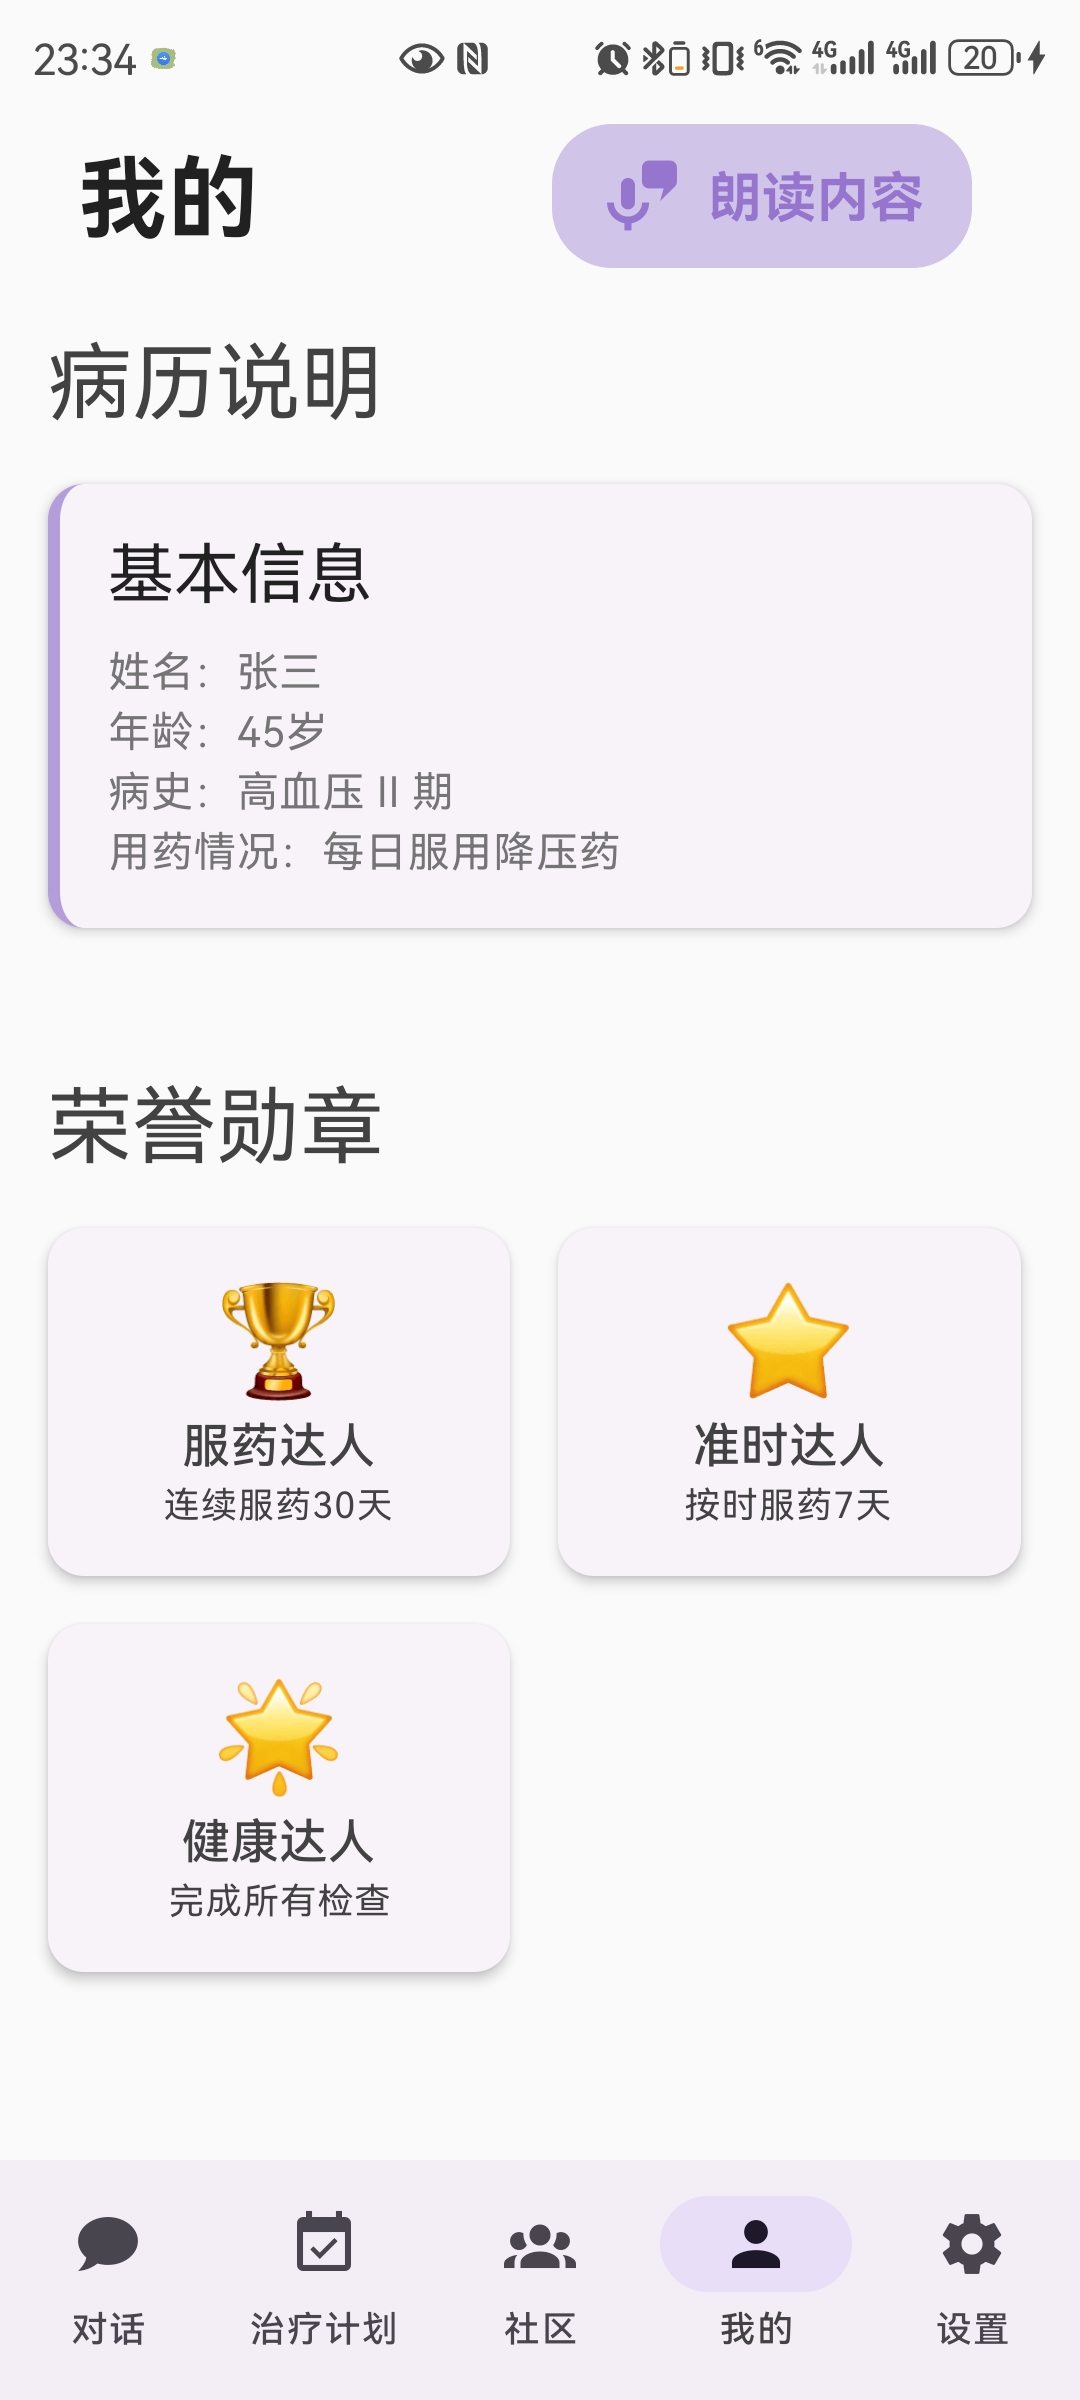 23:34
6
4G
4G
20
我的
朗读内容
病历说明
基本信息
姓名：张三
年龄：45岁
病史：高血压 II 期
用药情况：每日服用降压药
荣誉勋章
服药达人
连续服药30天
准时达人
按时服药7天
健康达人
完成所有检查
对话
治疗计划
社区
我的
设置